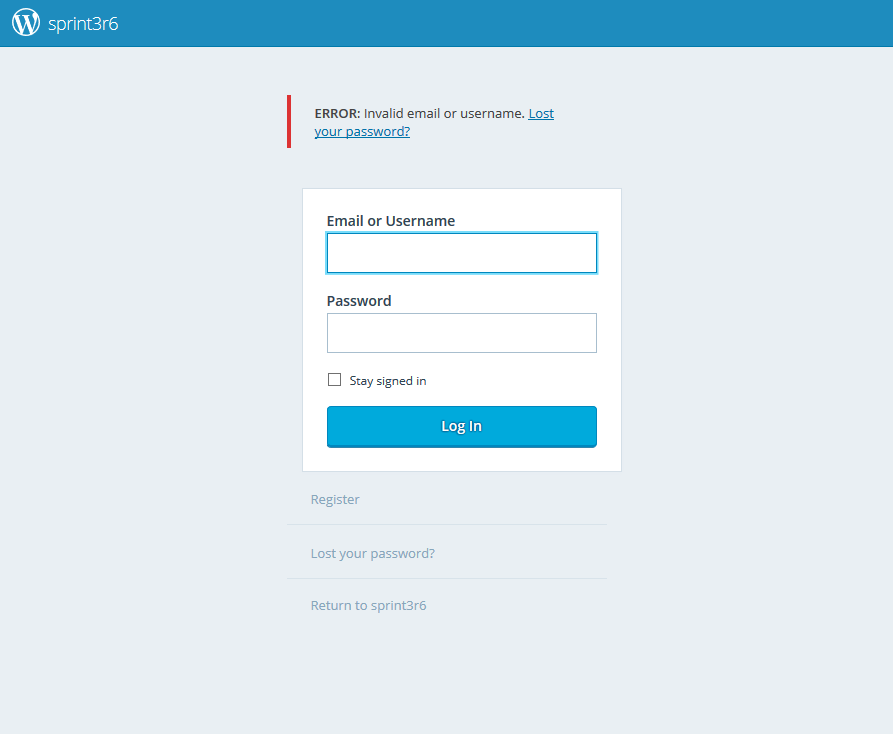 sprint3r6
ERROR: Invalid email or username. Lost
your password?
Email or Username
Password
Stay signed in
Log In
Register
Lost your password?
Return to sprint3r6